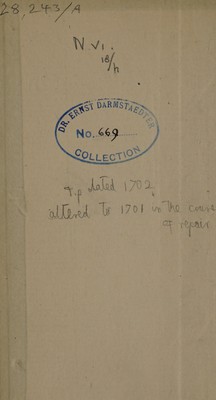 28,243/A
N. VI.
18/h
DR. ERNST DARMSTAEDTER
No. 669
COLLECTION
t.p dated 1702
altered to 1701 in the course
of repair